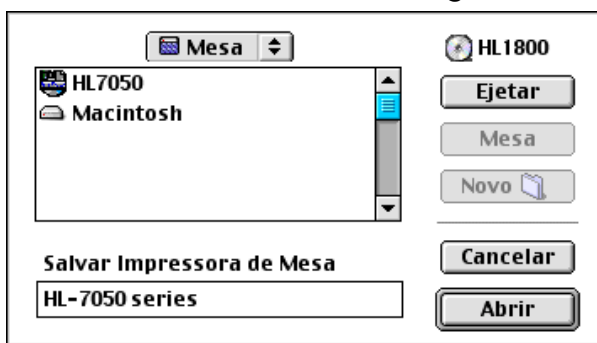 Mesa
HL1800
HL7050
Macintosh
Ejetar
Mesa
Novo
Salvar Impressora de Mesa
HL-7050 series
Cancelar
Abrir